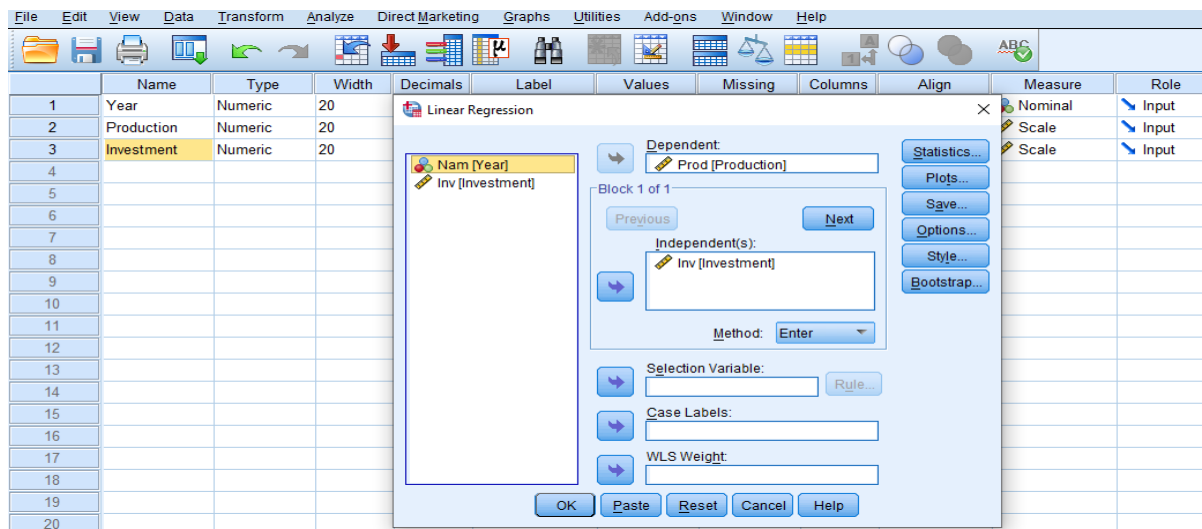 File Edit View Data Transform Analyze Direct Marketing Graphs Utilities Add-ons Window Help
Name Type Width Decimals Label Values Missing Columns Align Measure Role
1 Year Numeric 20 Nominal Input
2 Production Numeric 20 Scale Input
3 Investment Numeric 20 Scale Input
4
5
6
7
8
9
10
11
12
13
14
15
16
17
18
19
20
Linear Regression
Nam [Year]
Inv [Investment]
Dependent:
Prod [Production]
Block 1 of 1
Previous Next
Independent(s):
Inv [Investment]
Method: Enter
Selection Variable:
Rule...
Case Labels:
WLS Weight:
Statistics...
Plots...
Save...
Options...
Style...
Bootstrap...
OK Paste Reset Cancel Help